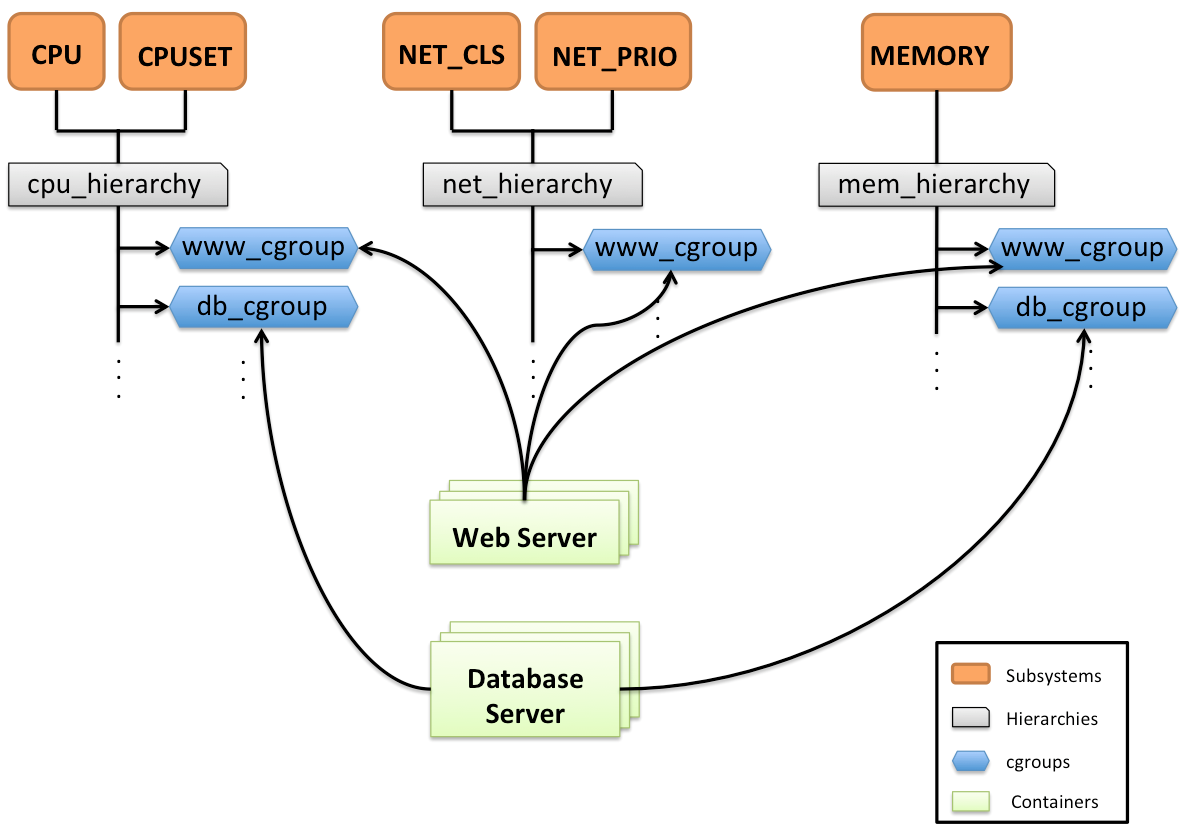 CPU
CPUSET
NET_CLS
NET_PRIO
MEMORY
cpu_hierarchy
net_hierarchy
mem_hierarchy
www_cgroup
www_cgroup
www_cgroup
db_cgroup
db_cgroup
Web Server
Database
Server
Subsystems
Hierarchies
cgroups
Containers